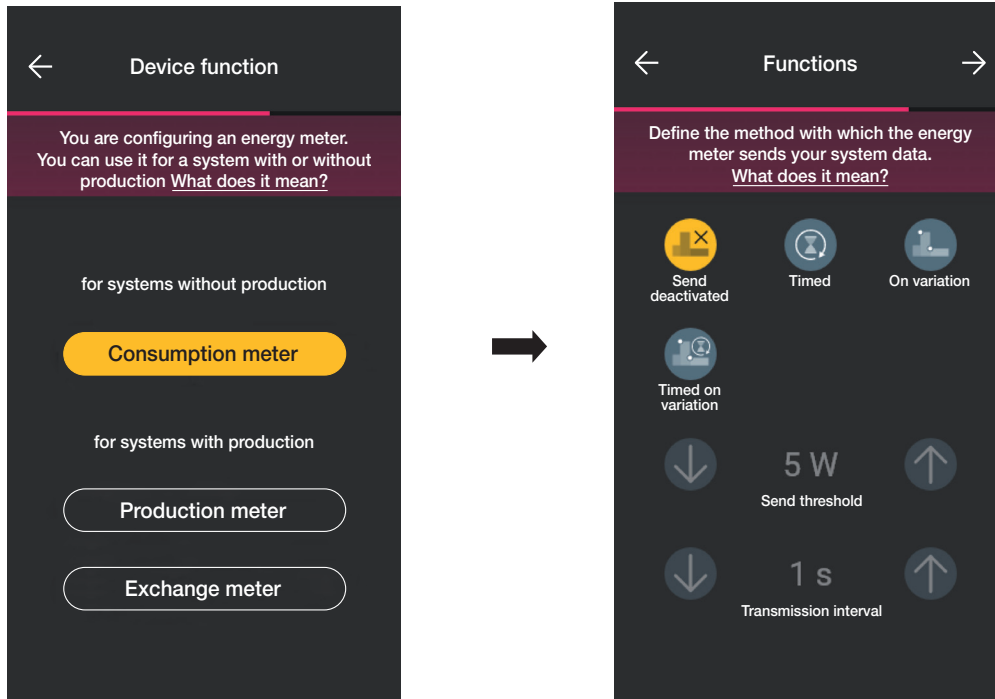 Device function
You are configuring an energy meter.
You can use it for a system with or without
production What does it mean?
for systems without production
Consumption meter
for systems with production
Production meter
Exchange meter
Functions
Define the method with which the energy
meter sends your system data.
What does it mean?
Send
deactivated
Timed
On variation
Timed on
variation
5 W
Send threshold
1 s
Transmission interval